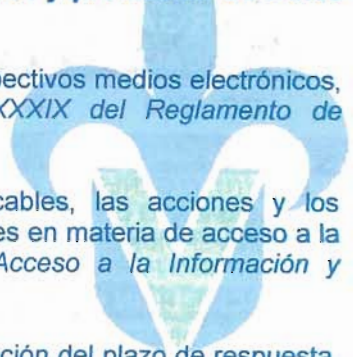 pectivos medios electrónicos,
XXXIX del Reglamento de
cables, las acciones y los
es en materia de acceso a la
Acceso a la Información y
ción del plazo de respuesta,